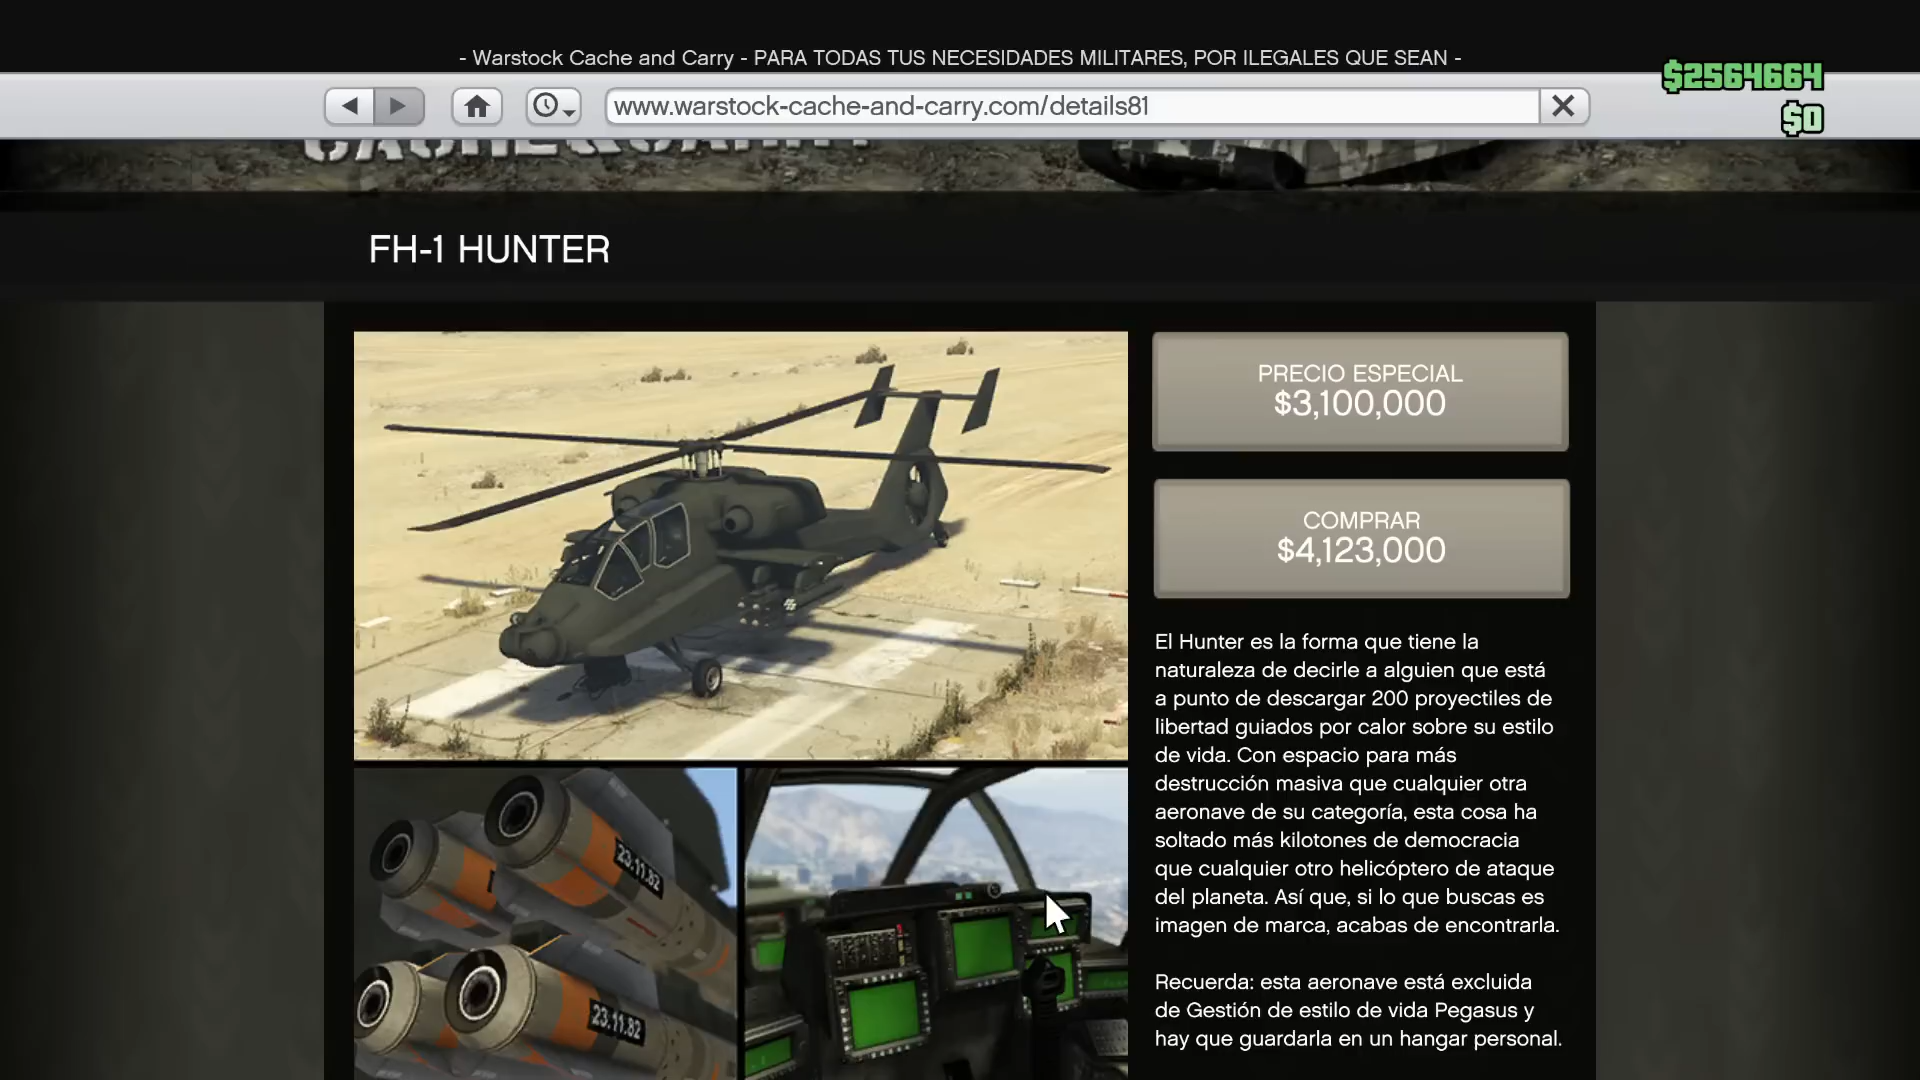 - Warstock Cache and Carry - PARA TODAS TUS NECESIDADES MILITARES, POR ILEGALES QUE SEAN -
$2564664
www.warstock-cache-and-carry.com/details81
$0
FH-1 HUNTER
PRECIO ESPECIAL
$3,100,000
COMPRAR
$4,123,000
El Hunter es la forma que tiene la
naturaleza de decirle a alguien que está
a punto de descargar 200 proyectiles de
libertad guiados por calor sobre su estilo
de vida. Con espacio para más
destrucción masiva que cualquier otra
aeronave de su categoría, esta cosa ha
soltado más kilotones de democracia
que cualquier otro helicóptero de ataque
del planeta. Así que, si lo que buscas es
imagen de marca, acabas de encontrarla.
Recuerda: esta aeronave está excluida
de Gestión de estilo de vida Pegasus y
hay que guardarla en un hangar personal.
23.11.82
23.11.82